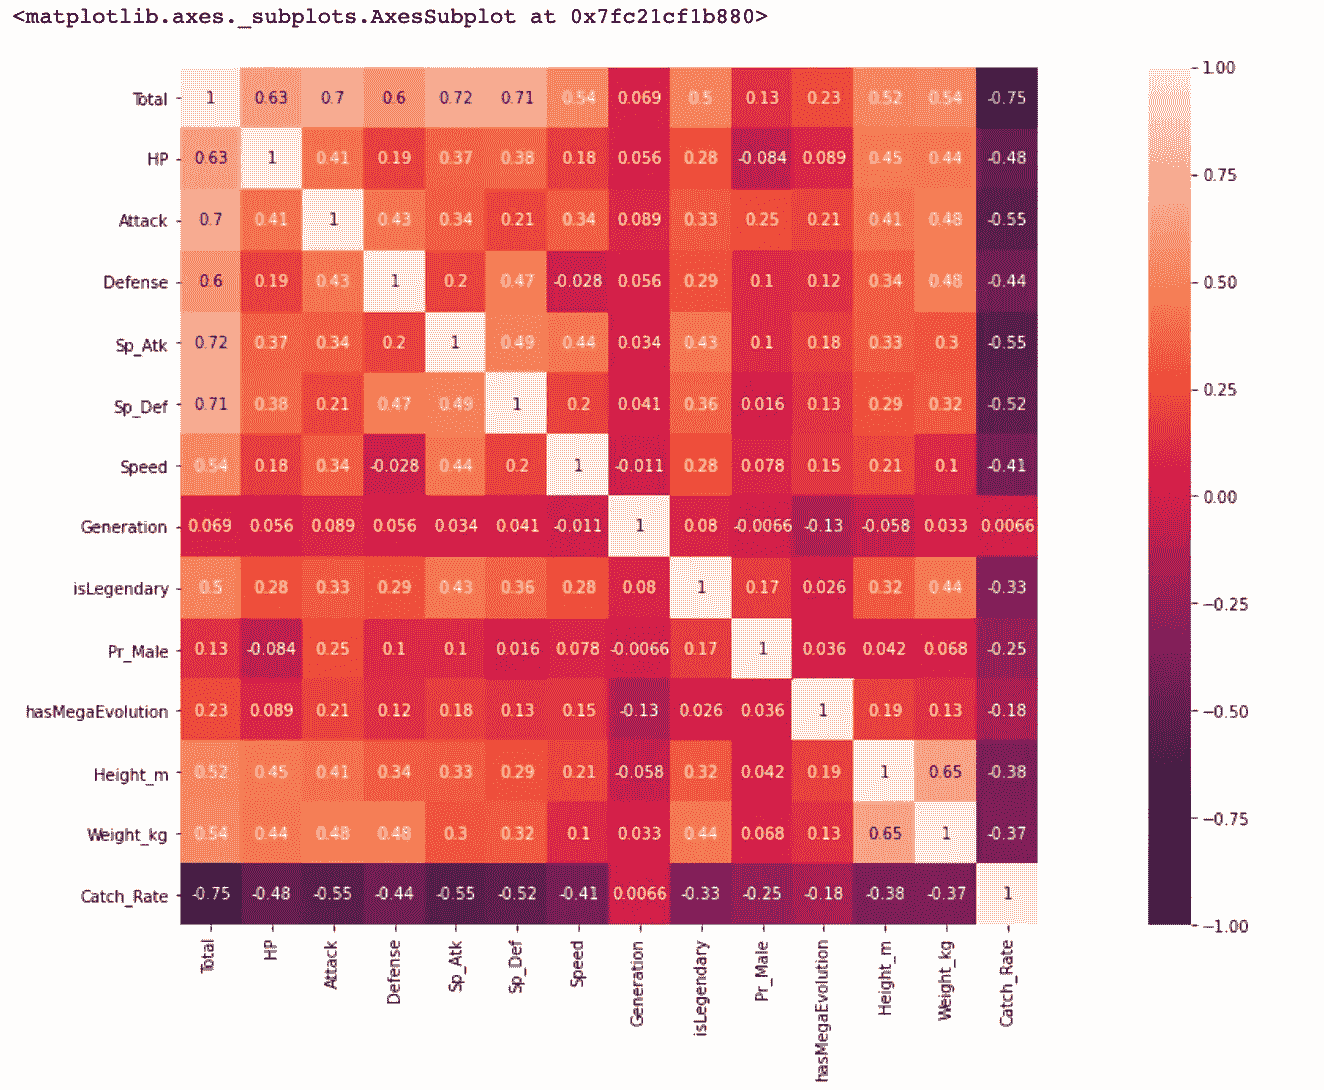 <matplotlib.axes._subplots.AxesSubplot at 0x7fc21cf1b880>
Total 1 0.63 0.7 0.6 0.72 0.71 0.54 0.069 0.5 0.13 0.23 0.52 0.54 -0.75
HP 0.63 1 0.41 0.19 0.37 0.38 0.18 0.056 0.28 -0.084 0.089 0.45 0.44 -0.48
Attack 0.7 0.41 1 0.43 0.34 0.21 0.34 0.089 0.33 0.25 0.21 0.41 0.48 -0.55
Defense 0.6 0.19 0.43 1 0.2 0.47 -0.028 0.056 0.29 0.1 0.12 0.34 0.48 -0.44
Sp_Atk 0.72 0.37 0.34 0.2 1 0.49 0.44 0.034 0.43 0.1 0.18 0.33 0.3 -0.55
Sp_Def 0.71 0.38 0.21 0.47 0.49 1 0.2 0.041 0.36 0.016 0.13 0.29 0.32 -0.52
Speed 0.54 0.18 0.34 -0.028 0.44 0.2 1 -0.011 0.28 0.078 0.15 0.21 0.1 -0.41
Generation 0.069 0.056 0.089 0.056 0.034 0.041 -0.011 1 0.08 -0.0066 -0.13 -0.058 0.033 0.0066
isLegendary 0.5 0.28 0.33 0.29 0.43 0.36 0.28 0.08 1 0.17 0.026 0.32 0.44 -0.33
Pr_Male 0.13 -0.084 0.25 0.1 0.1 0.016 0.078 -0.0066 0.17 1 0.036 0.042 0.068 -0.25
hasMegaEvolution 0.23 0.089 0.21 0.12 0.18 0.13 0.15 -0.13 0.026 0.036 1 0.19 0.13 -0.18
Height_m 0.52 0.45 0.41 0.34 0.33 0.29 0.21 -0.058 0.32 0.042 0.19 1 0.65 -0.38
Weight_kg 0.54 0.44 0.48 0.48 0.3 0.32 0.1 0.033 0.44 0.068 0.13 0.65 1 -0.37
Catch_Rate -0.75 -0.48 -0.55 -0.44 -0.55 -0.52 -0.41 0.0066 -0.33 -0.25 -0.18 -0.38 -0.37 1
Total HP Attack Defense Sp_Atk Sp_Def Speed Generation isLegendary Pr_Male hasMegaEvolution Height_m Weight_kg Catch_Rate
1.00
0.75
0.50
0.25
0.00
−0.25
−0.50
−0.75
−1.00